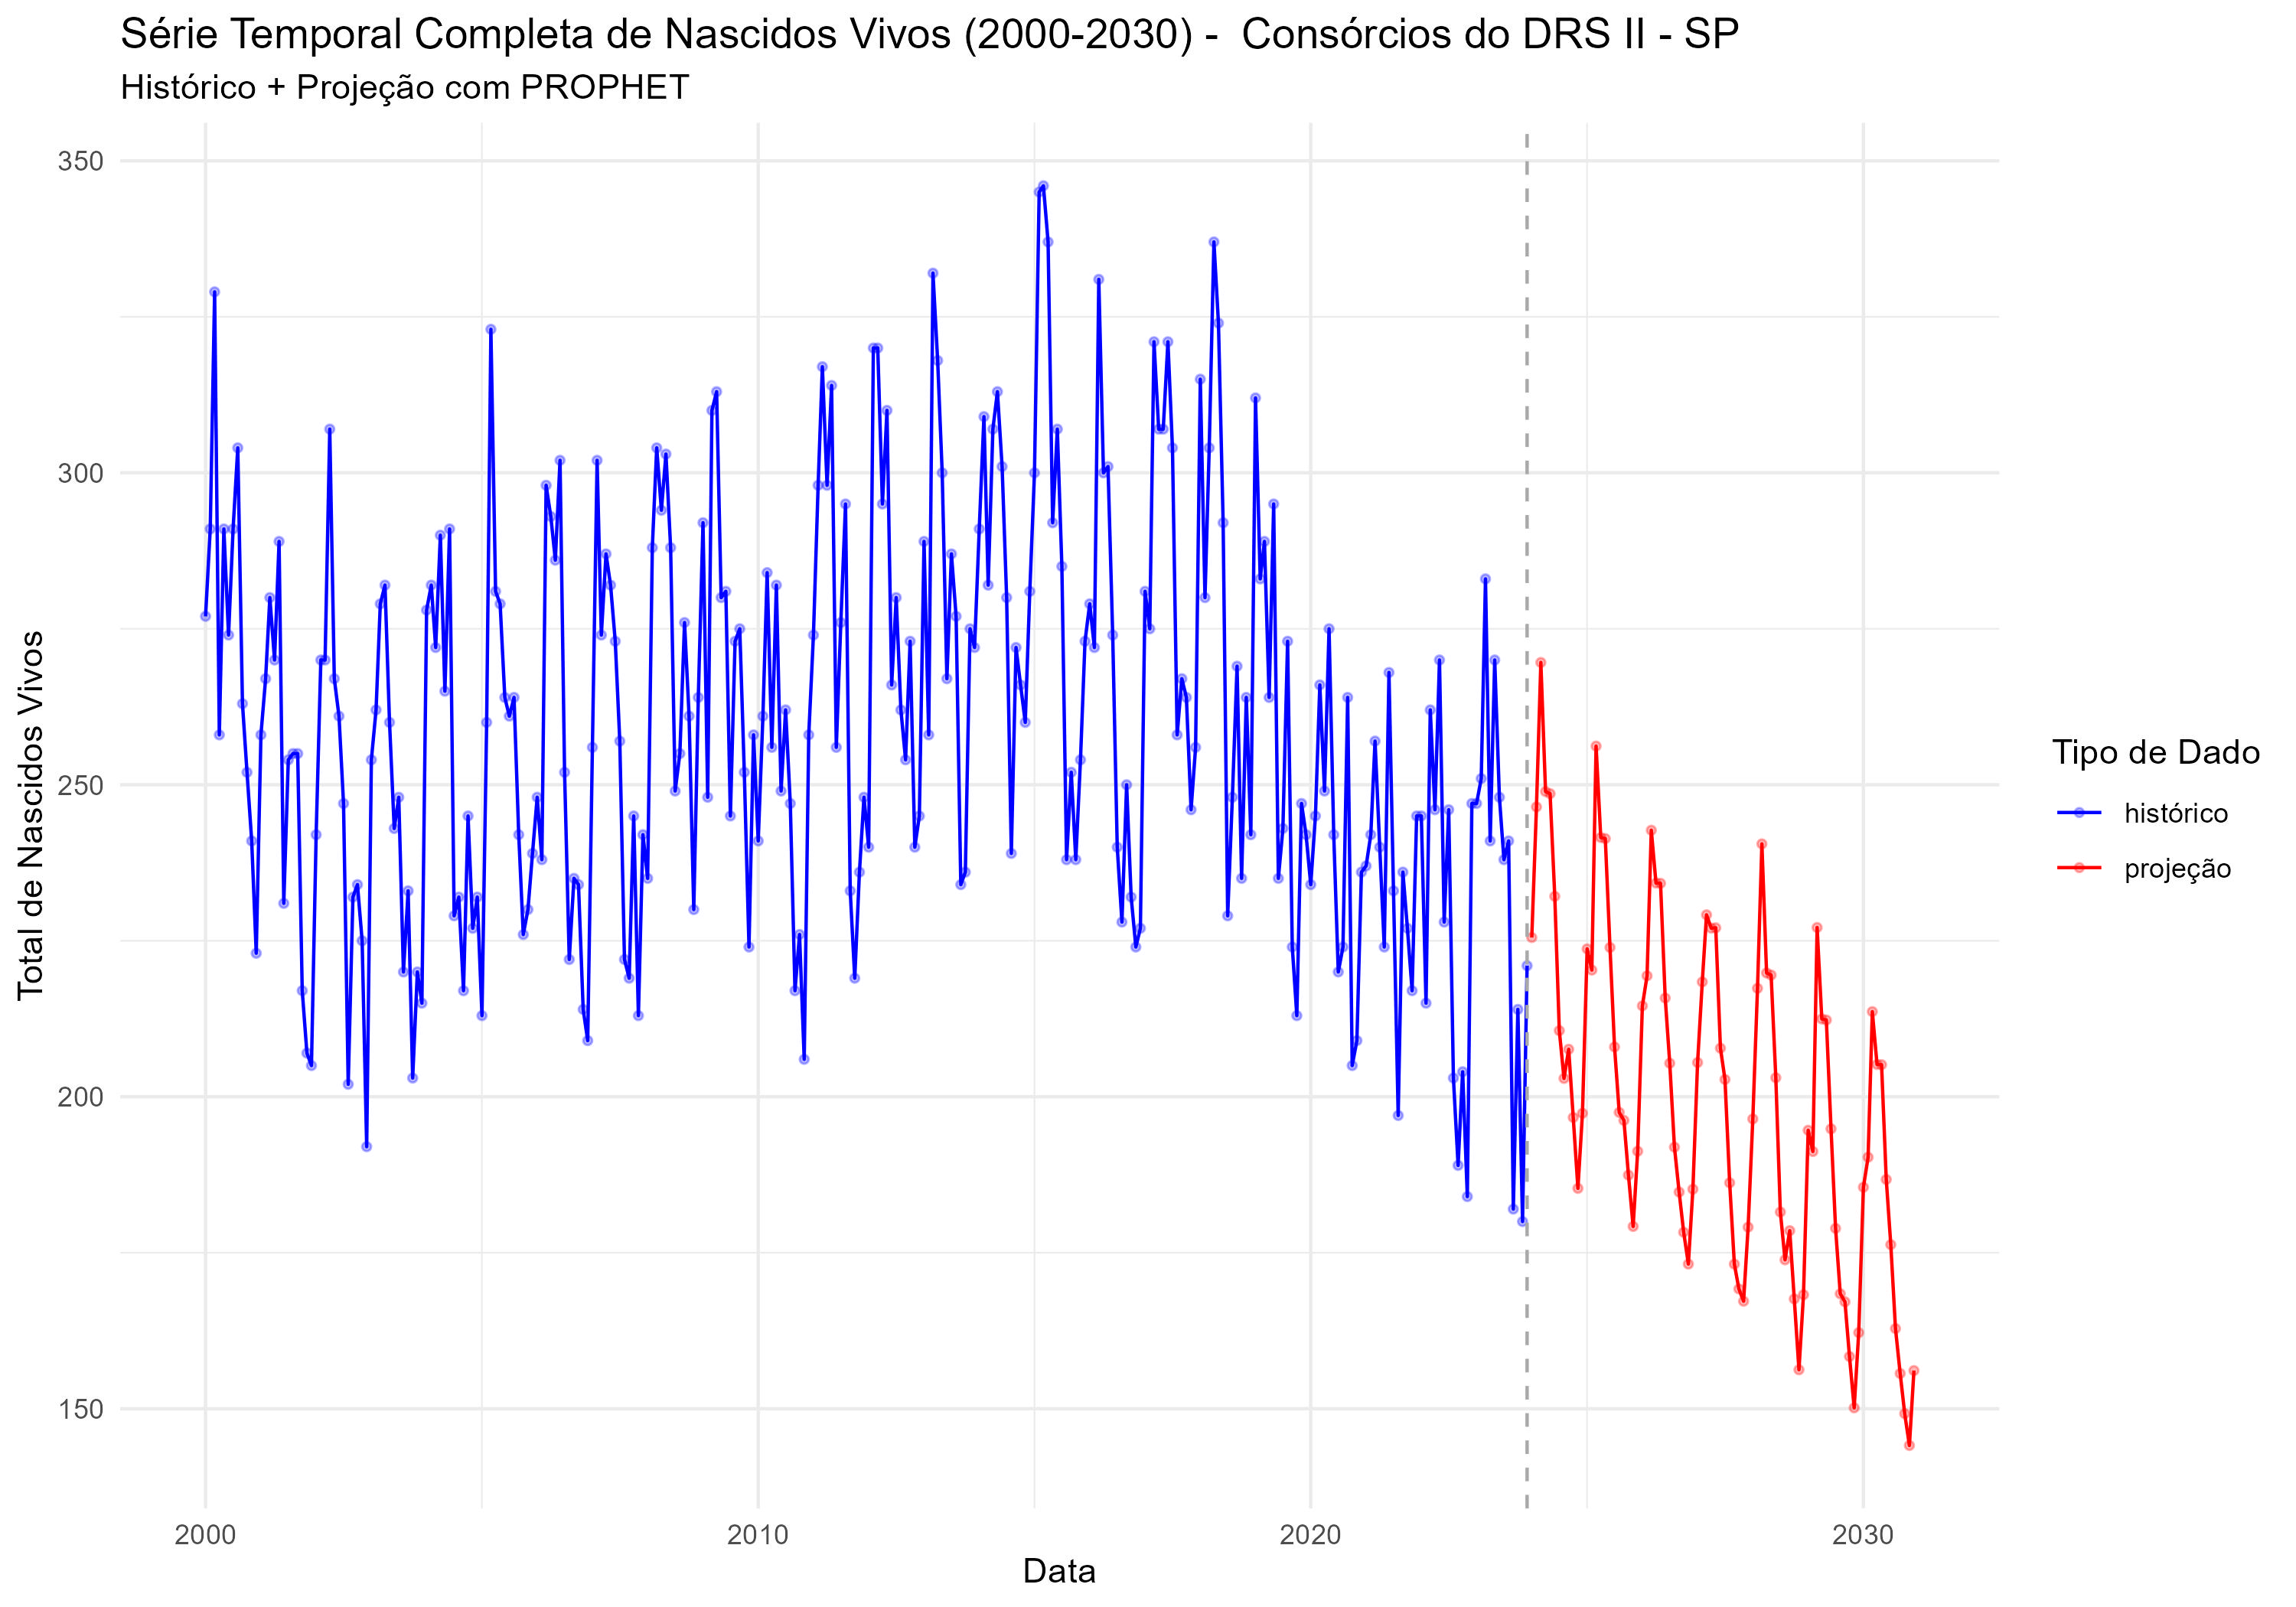 Série Temporal Completa de Nascidos Vivos (2000-2030) -  Consórcios do DRS II - SP
Histórico + Projeção com PROPHET
Total de Nascidos Vivos
350
300
250
200
150
2000
2010
2020
2030
Data
Tipo de Dado
histórico
projeção